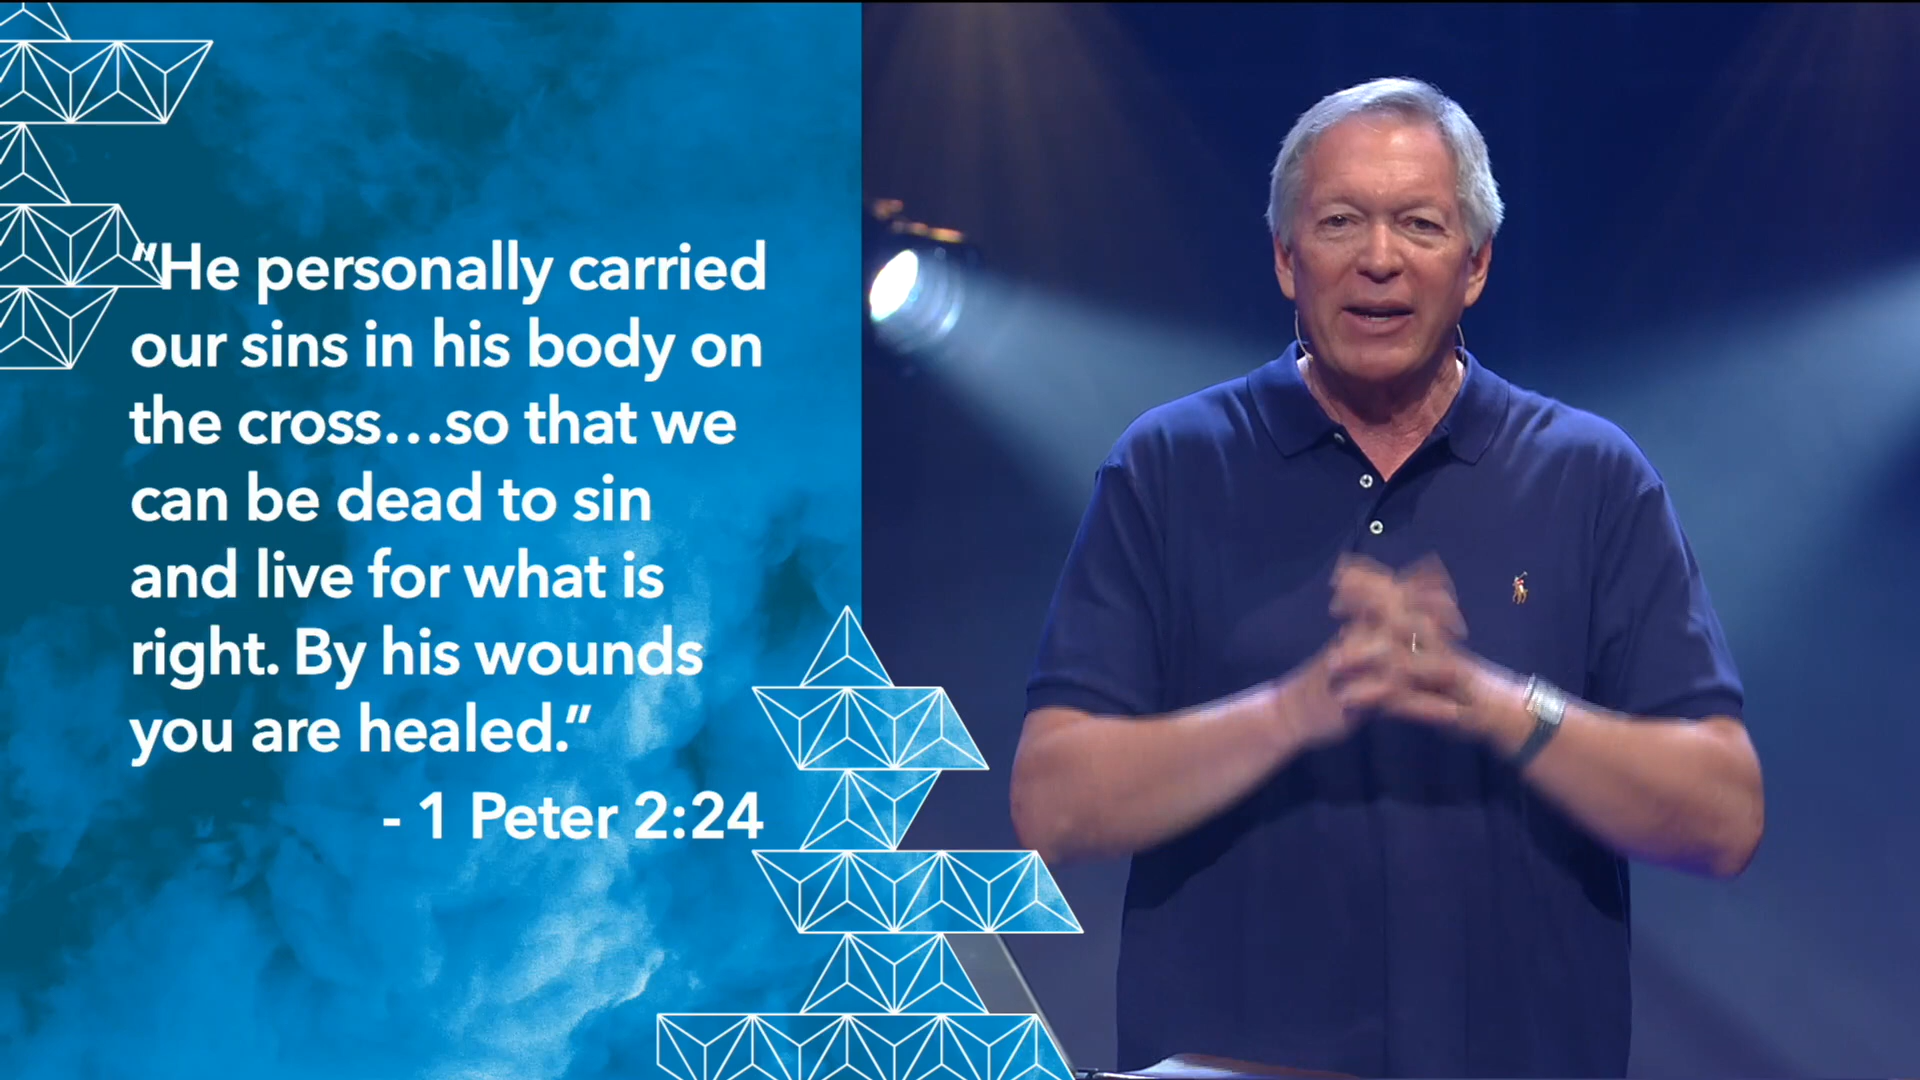 “He personally carried
our sins in his body on
the cross...so that we
can be dead to sin
and live for what is
right. By his wounds
you are healed.”
- 1 Peter 2:24